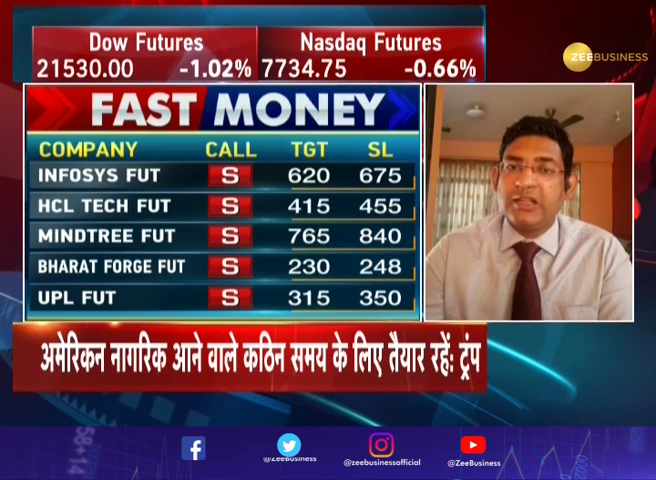 Dow Futures
21530.00 -1.02%
Nasdaq Futures
7734.75 -0.66%
ZEEBUSINESS
FAST MONEY
COMPANY CALL TGT SL
INFOSYS FUT S 620 675
HCL TECH FUT S 415 455
MINDTREE FUT S 765 840
BHARAT FORGE FUT S 230 248
UPL FUT S 315 350
अमेरिकन नागरिक आने वाले कठिन समय के लिए तैयार रहें: ट्रंप
58+14
@ZeeBusiness
@zeebusinessofficial
@ZeeBusiness